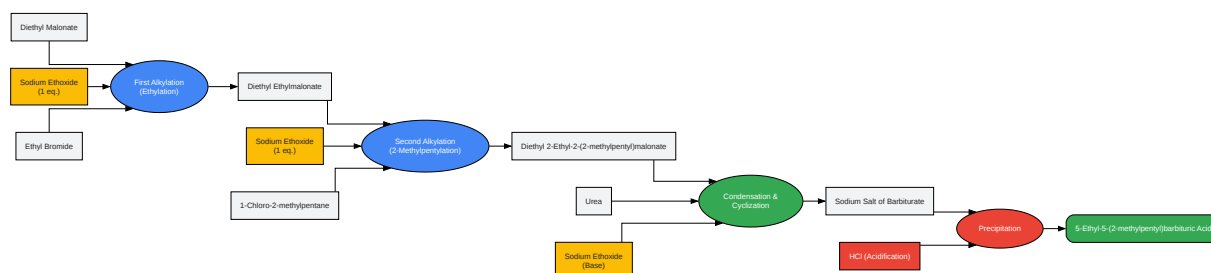 Diethyl Malonate
Sodium Ethoxide
(1 eq.)
First Alkylation
(Ethylation)
Ethyl Bromide
Diethyl Ethylmalonate
Sodium Ethoxide
(1 eq.)
Second Alkylation
(2-Methylpentylation)
1-Chloro-2-methylpentane
Diethyl 2-Ethyl-2-(2-methylpentyl)malonate
Urea
Condensation &
Cyclization
Sodium Ethoxide
(Base)
Sodium Salt of Barbiturate
HCl (Acidification)
Precipitation
5-Ethyl-5-(2-methylpentyl)barbituric Acid